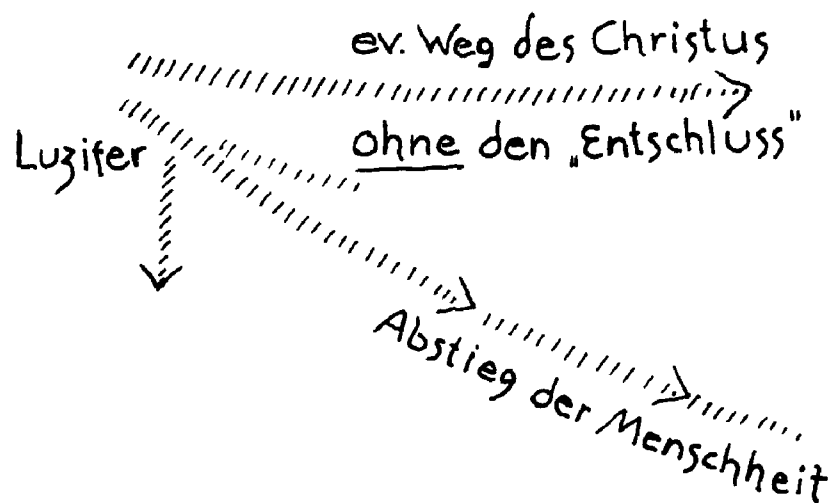 ev. Weg des Christus
Luzifer
ohne den „Entschluss"
Abstieg der Menschheit